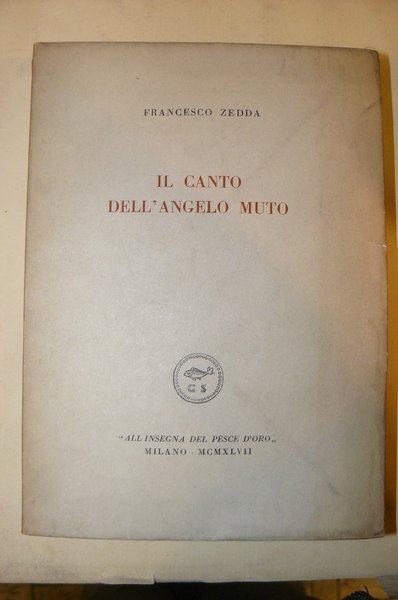 FRANCESCO ZEDDA
IL CANTO
DELL'ANGELO MUTO
G S
"ALL'INSEGNA DEL PESCE D'ORO„
MILANO - MCMXLVII